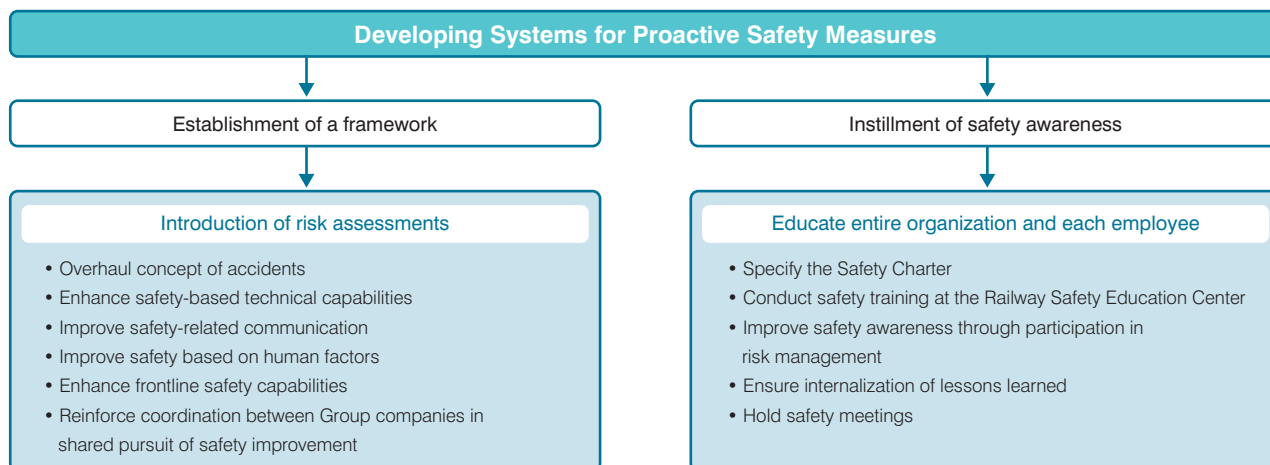 Developing Systems for Proactive Safety Measures
Establishment of a framework
Introduction of risk assessments
• Overhaul concept of accidents
• Enhance safety-based technical capabilities
• Improve safety-related communication
• Improve safety based on human factors
• Enhance frontline safety capabilities
• Reinforce coordination between Group companies in
shared pursuit of safety improvement
Instillment of safety awareness
Educate entire organization and each employee
• Specify the Safety Charter
• Conduct safety training at the Railway Safety Education Center
• Improve safety awareness through participation in
risk management
• Ensure internalization of lessons learned
• Hold safety meetings